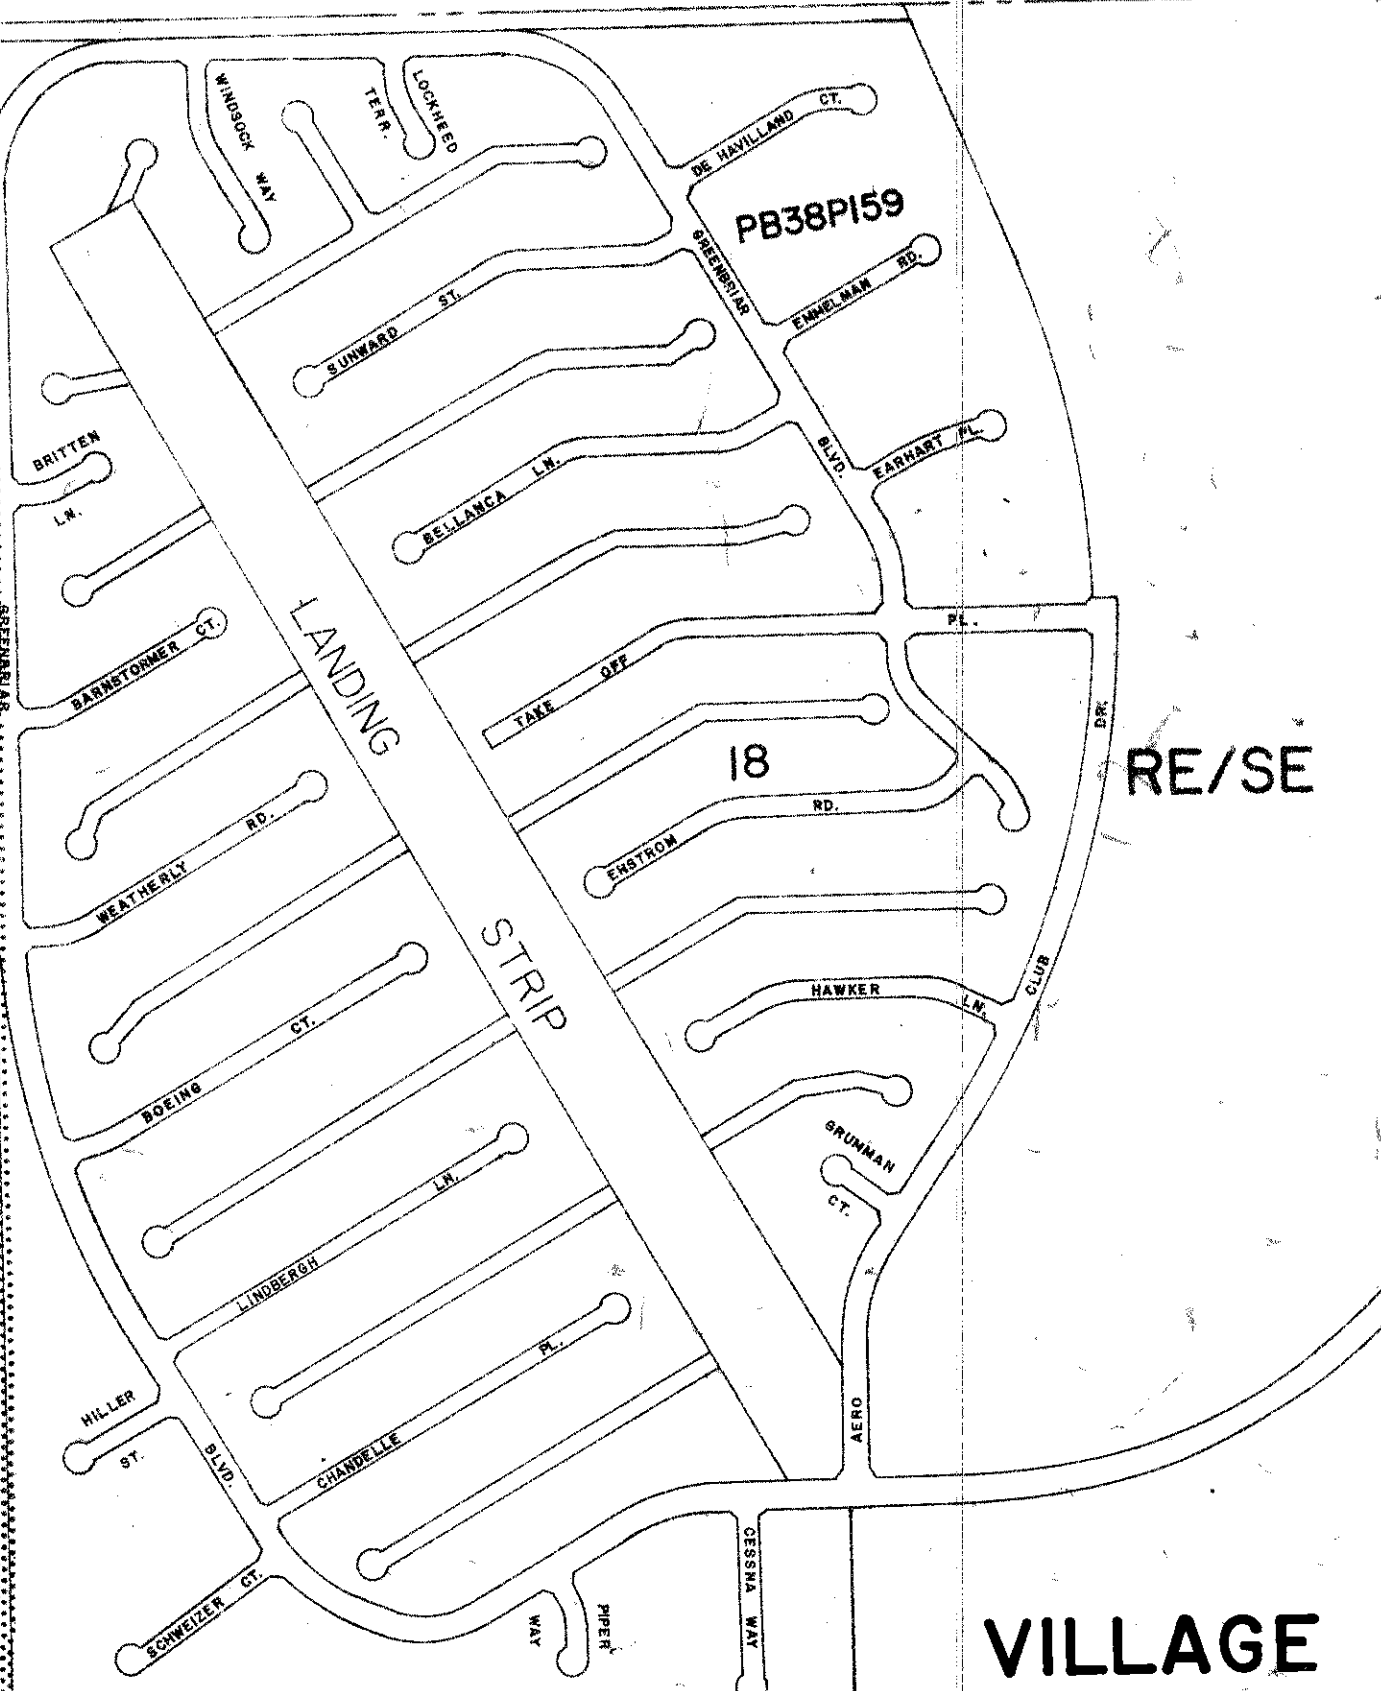 WINDSOCK WAY
LOCKHEED
TERR.
DE HAVILLAND CT.
PB38P159
GREENBRIAR
BLVD.
EMMELMAN RD.
SUNWARD ST.
BRITTEN
LN.
BELLANCA LN.
EARHART PL.
GREENBRIAR
BARNSTORMER CT.
LANDING
STRIP
TAKE OFF
PL.
DR.
CLUB
AERO
18
RE/SE
WEATHERLY RD.
ENSTROM RD.
BOEING CT.
HAWKER LN.
GRUMMAN
CT.
LINDBERGH LN.
CHANDELLE PL.
HILLER
ST.
BLVD.
SCHWEIZER CT.
PIPER
WAY
CESSNA WAY
VILLAGE